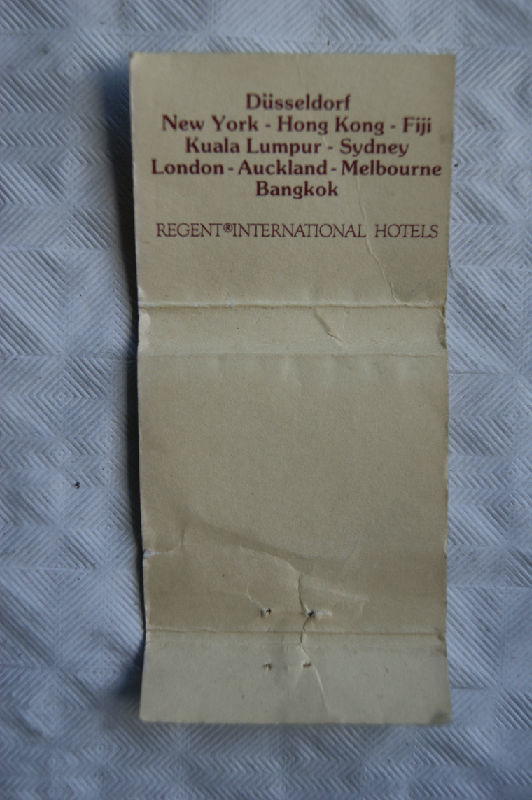 Düsseldorf
New York - Hong Kong - Fiji
Kuala Lumpur - Sydney
London - Auckland - Melbourne
Bangkok
REGENT®INTERNATIONAL HOTELS